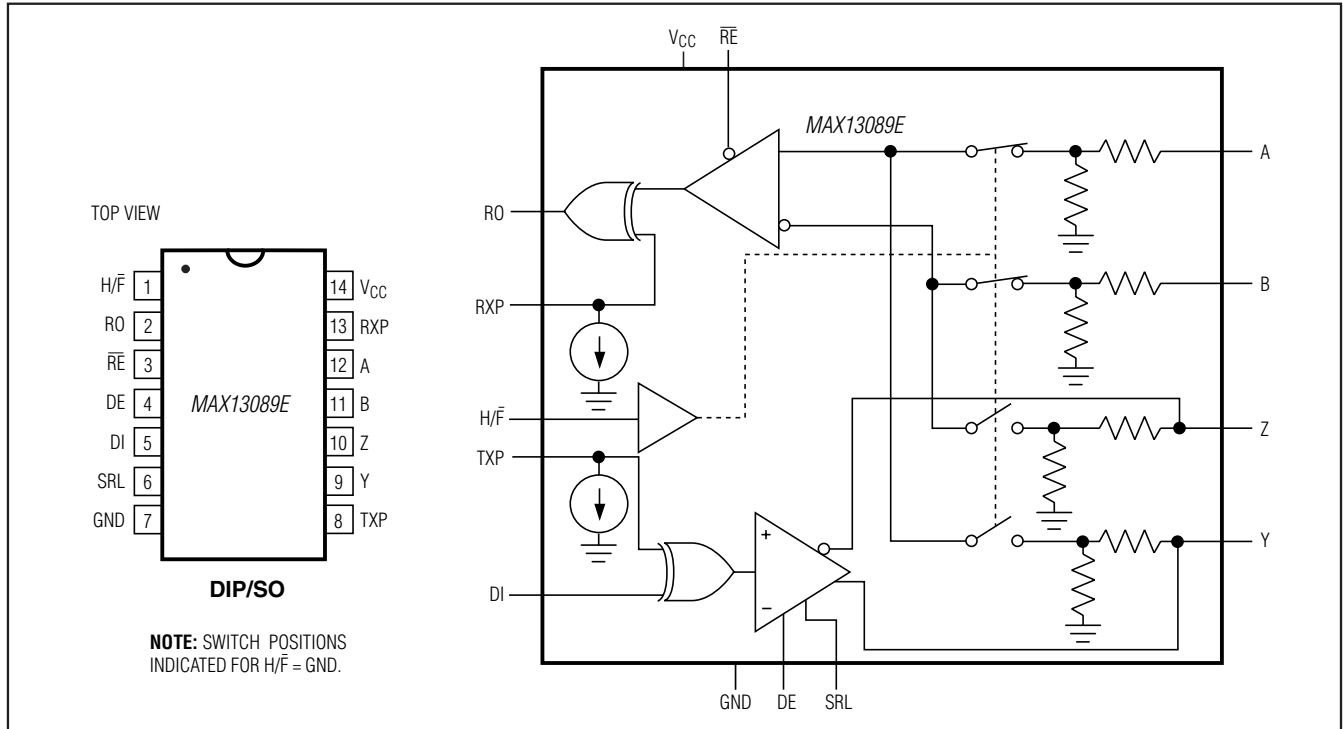 TOP VIEW
H/F̅ 1
RO 2
R̅E̅ 3
DE 4
DI 5
SRL 6
GND 7
MAX13089E
14 VCC
13 RXP
12 A
11 B
10 Z
9 Y
8 TXP
DIP/SO
NOTE: SWITCH POSITIONS
INDICATED FOR H/F̅ = GND.
VCC R̅E̅
MAX13089E
A
RO
B
RXP
H/F̅
Z
TXP
+
Y
DI
−
GND DE SRL